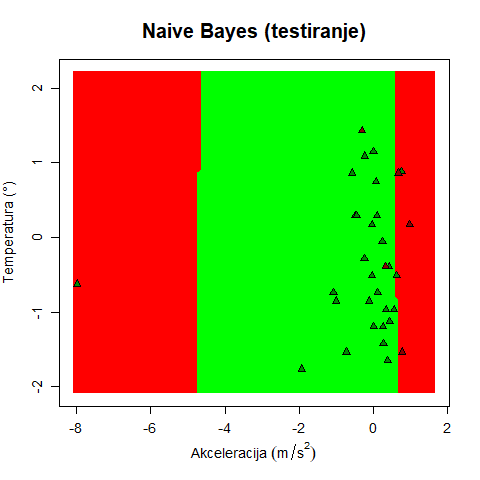 Naive Bayes (testiranje)
Temperatura (°)
2
1
0
-1
-2
-8 -6 -4 -2 0 2
Akceleracija (m/s²)